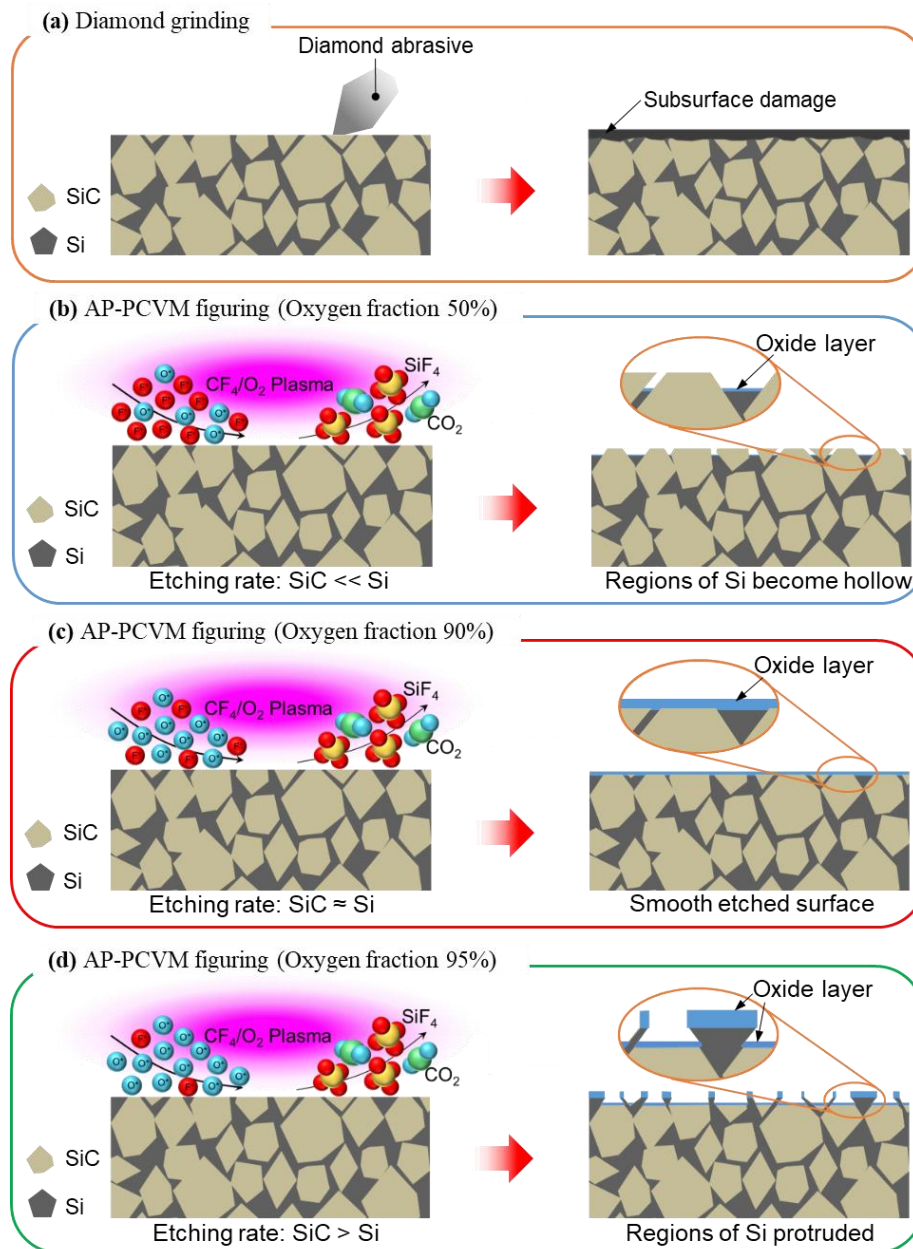 (a) Diamond grinding
Diamond abrasive
Subsurface damage
SiC
Si
(b) AP-PCVM figuring (Oxygen fraction 50%)
SiF4
Oxide layer
CF4/O2 Plasma
O* F* F* O* F* F* F* O* F* O* O* F* O* F* O*
CO2
SiC
Si
Etching rate: SiC << Si
Regions of Si become hollow
(c) AP-PCVM figuring (Oxygen fraction 90%)
Oxide layer
SiF4
CF4/O2 Plasma
CO2
SiC
Si
Etching rate: SiC ≈ Si
Smooth etched surface
(d) AP-PCVM figuring (Oxygen fraction 95%)
Oxide layer
SiF4
CF4/O2 Plasma
CO2
SiC
Si
Etching rate: SiC > Si
Regions of Si protruded